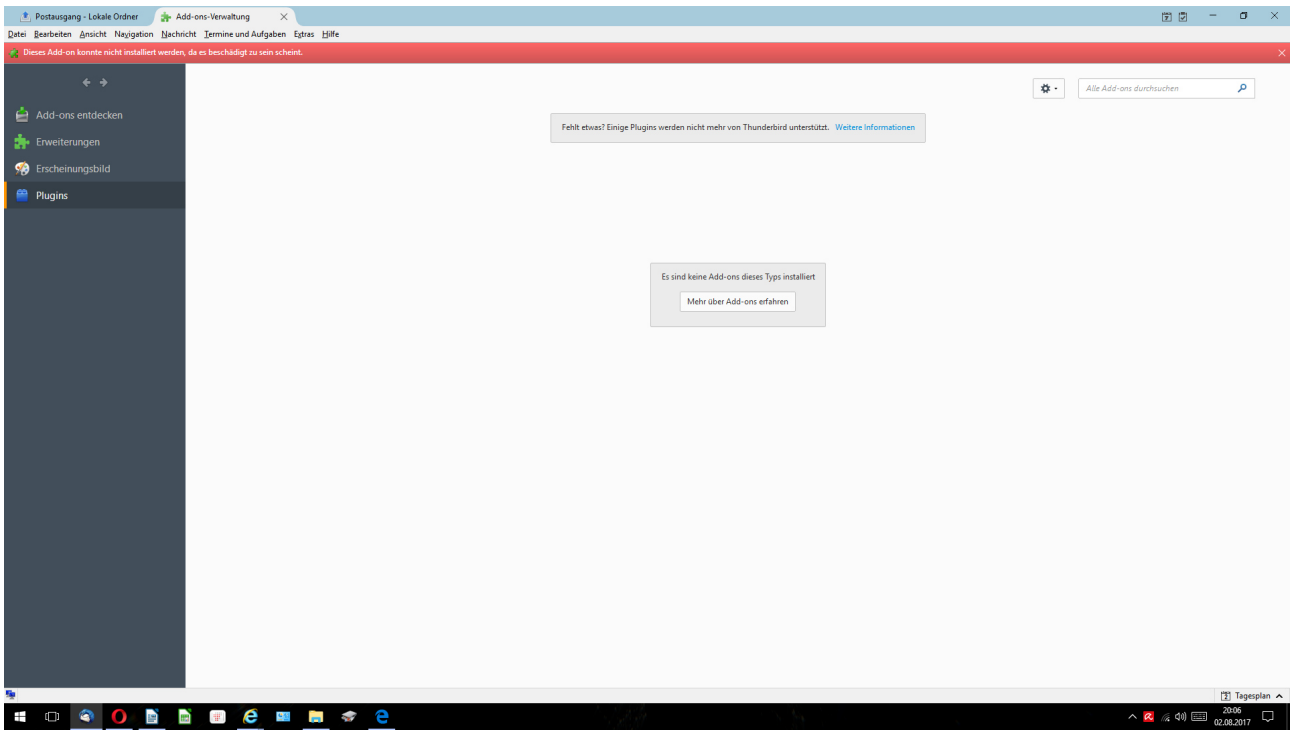 Postausgang - Lokale Ordner Add-ons-Verwaltung
Datei Bearbeiten Ansicht Navigation Nachricht Termine und Aufgaben Extras Hilfe
Dieses Add-on konnte nicht installiert werden, da es beschädigt zu sein scheint.
Alle Add-ons durchsuchen
Add-ons entdecken
Erweiterungen
Erscheinungsbild
Plugins
Fehlt etwas? Einige Plugins werden nicht mehr von Thunderbird unterstützt. Weitere Informationen
Es sind keine Add-ons dieses Typs installiert
Mehr über Add-ons erfahren
Tagesplan
20:06
02.08.2017